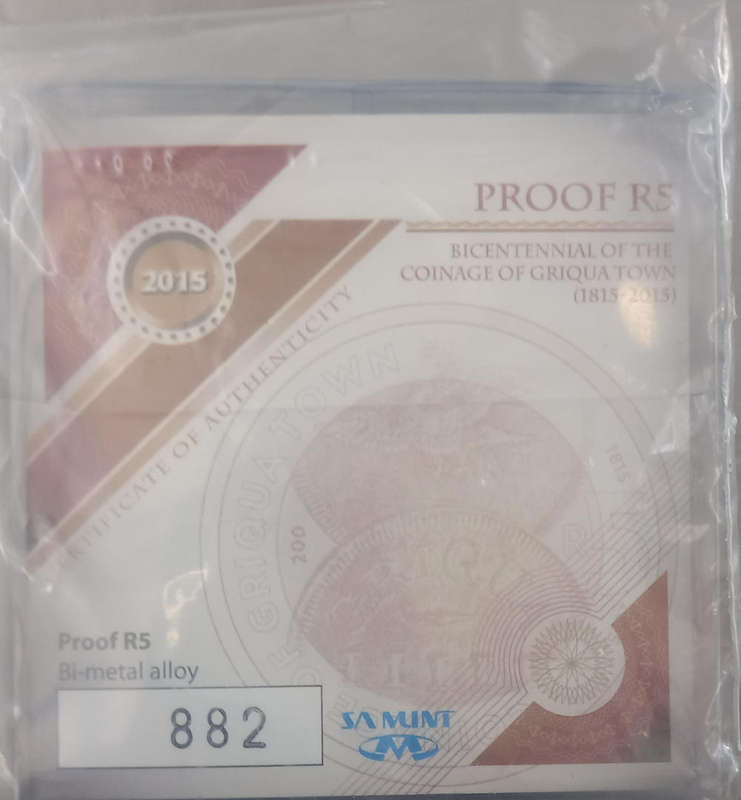 PROOF R5
BICENTENNIAL OF THE
COINAGE OF GRIQUA TOWN
(1815-2015)
2015
CERTIFICATE OF AUTHENTICITY
GRIQUA TOWN
1815
200
Proof R5
Bi-metal alloy
882
SA MINT